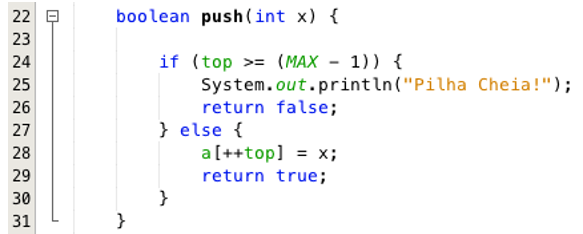 22 boolean push(int x) {
23
24 if (top >= (MAX - 1)) {
25 System.out.println("Pilha Cheia!");
26 return false;
27 } else {
28 a[++top] = x;
29 return true;
30 }
31 }